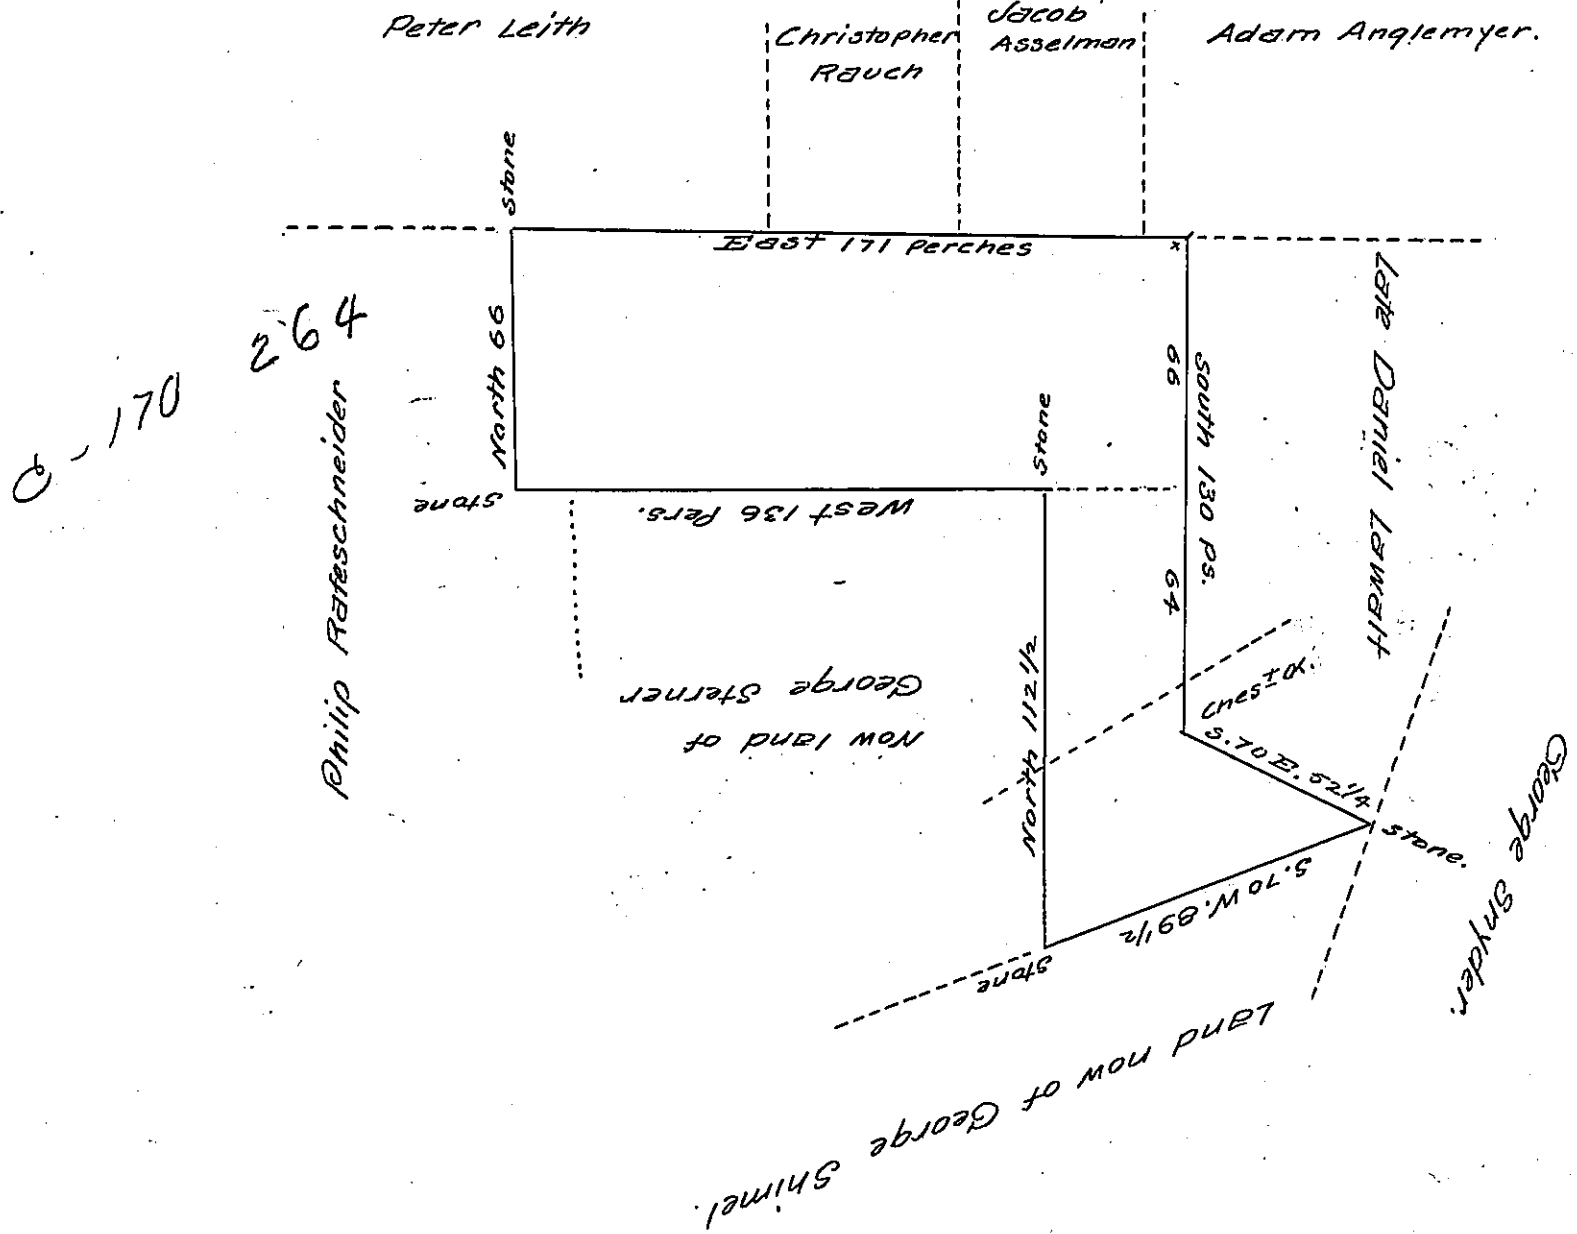 Peter Leith
Christopher
Rauch
Jacob
Asselman
Adam Anglemyer.
stone
East 171 Perches
x
North 66
66
South 130 ps.
64
Late Daniel Lawalt
C-170
264
Philip Rafeschneider
Stone
West 136 Pers.
Stone
Now land of
George Sterner
North 112 1/2
Chest. o.
S. 70 E. 52 1/4
stone.
S. 70 W. 89 1/2
Stone
George Snyder.
Land now of George Shimel.